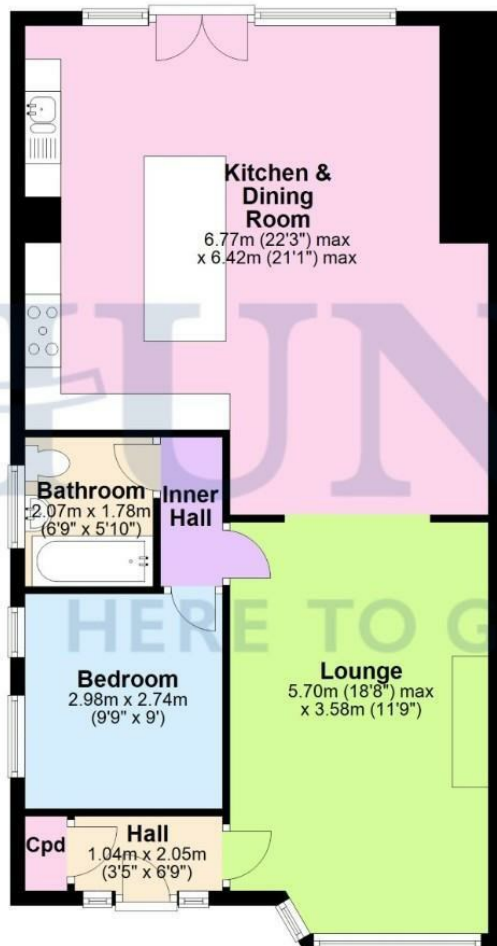 Kitchen &
Dining
Room
6.77m (22'3") max
x 6.42m (21'1") max
HUN
Bathroom
2.07m x 1.78m
(6'9" x 5'10")
Inner
Hall
HERE TO G
Bedroom
2.98m x 2.74m
(9'9" x 9')
Lounge
5.70m (18'8") max
x 3.58m (11'9")
Cpd
Hall
1.04m x 2.05m
(3'5" x 6'9")